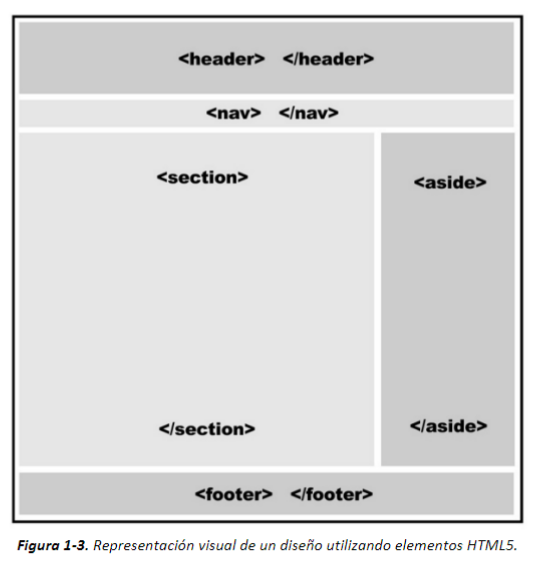 <header> </header>
<nav> </nav>
<section>
<aside>
</section>
</aside>
<footer> </footer>
Figura 1-3. Representación visual de un diseño utilizando elementos HTML5.